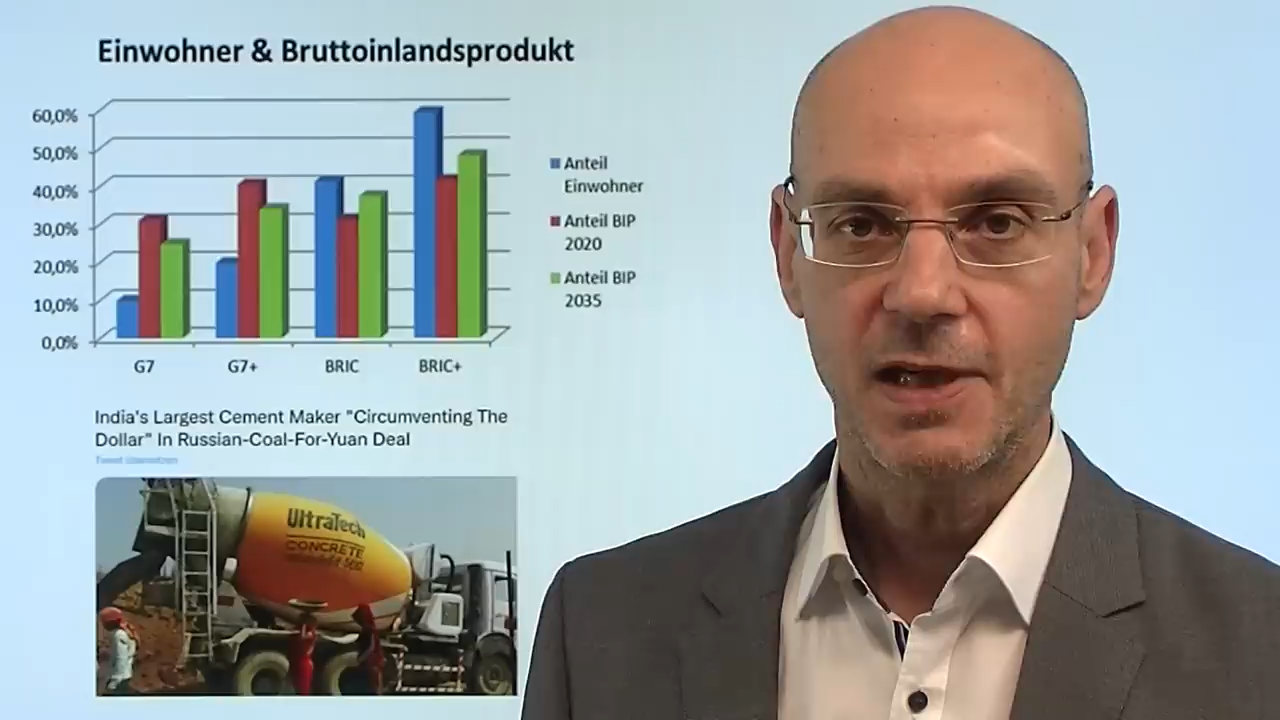 Einwohner & Bruttoinlandsprodukt
60,0%
50,0%
40,0%
30,0%
20,0%
10,0%
0,0%
G7
G7+
BRIC
BRIC+
Anteil
Einwohner
Anteil BIP
2020
Anteil BIP
2035
India's Largest Cement Maker "Circumventing The
Dollar" In Russian-Coal-For-Yuan Deal
Tweet übersetzen
UltraTech
CONCRETE